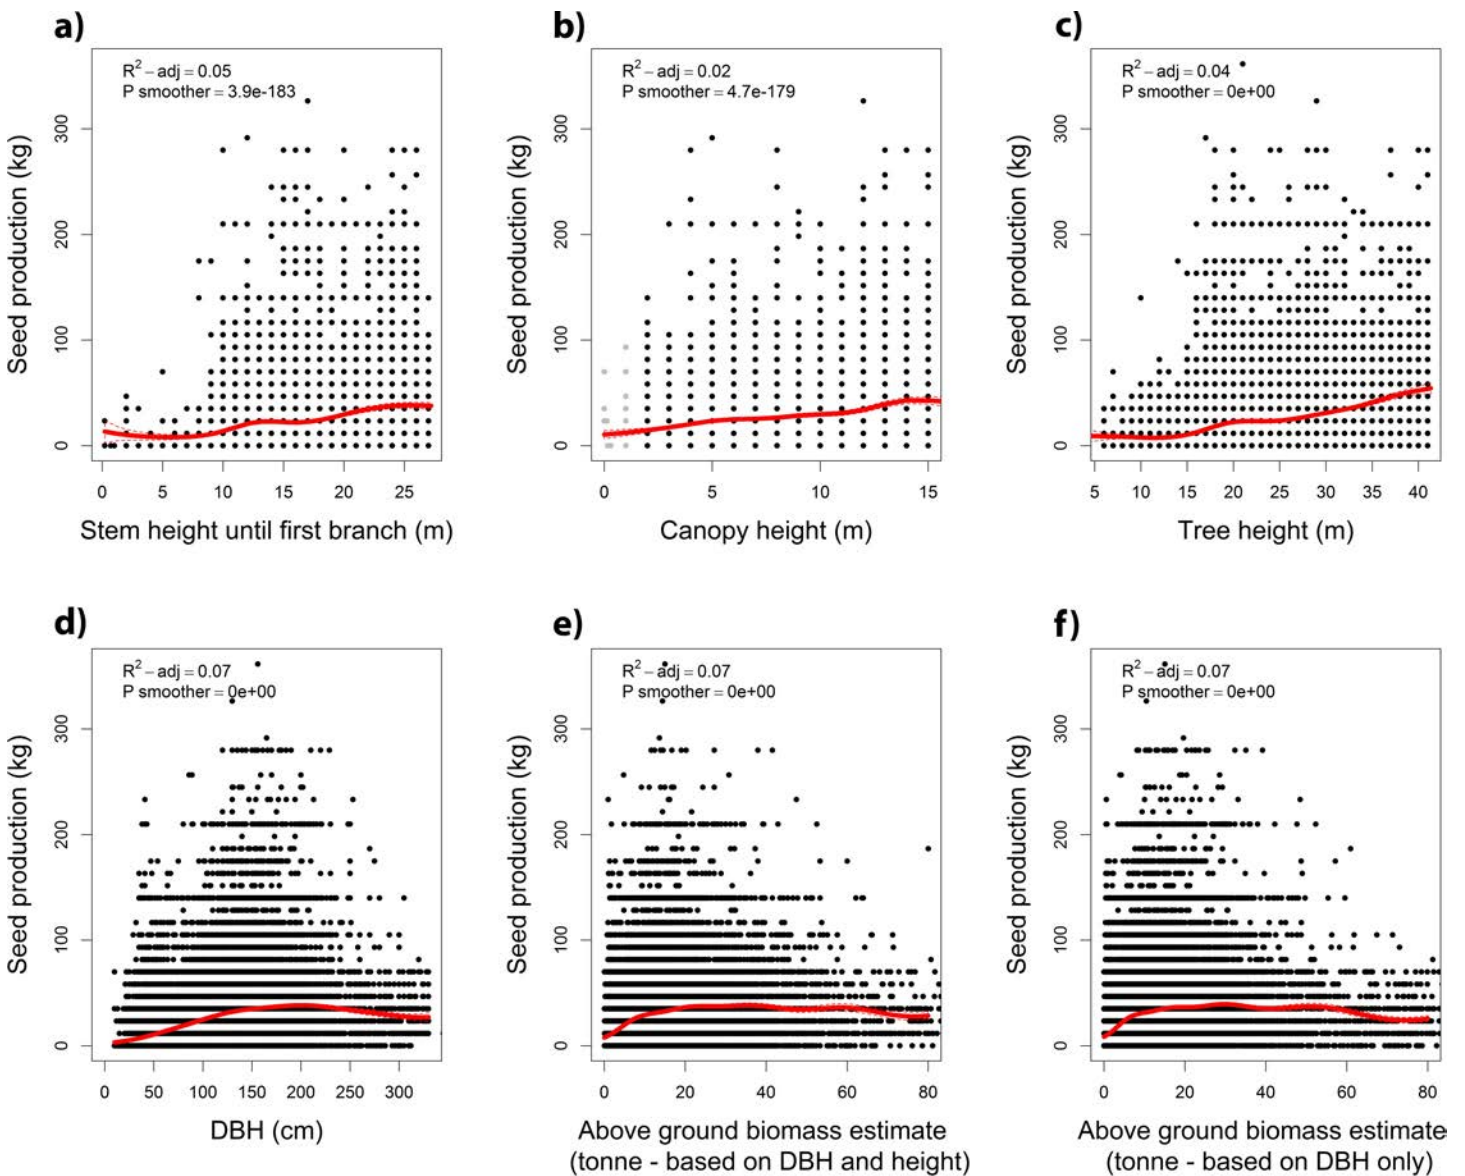 a)
R2 – adj = 0.05
P smoother = 3.9e-183
Seed production (kg)
0
100
200
300
0 5 10 15 20 25
Stem height until first branch (m)
b)
R2 – adj = 0.02
P smoother = 4.7e-179
Seed production (kg)
0
100
200
300
0 5 10 15
Canopy height (m)
c)
R2 – adj = 0.04
P smoother = 0e+00
Seed production (kg)
0
100
200
300
5 10 15 20 25 30 35 40
Tree height (m)
d)
R2 – adj = 0.07
P smoother = 0e+00
Seed production (kg)
0
100
200
300
0 50 100 150 200 250 300
DBH (cm)
e)
R2 – adj = 0.07
P smoother = 0e+00
Seed production (kg)
0
100
200
300
0 20 40 60 80
Above ground biomass estimate
(tonne - based on DBH and height)
f)
R2 – adj = 0.07
P smoother = 0e+00
Seed production (kg)
0
100
200
300
0 20 40 60 80
Above ground biomass estimate
(tonne - based on DBH only)